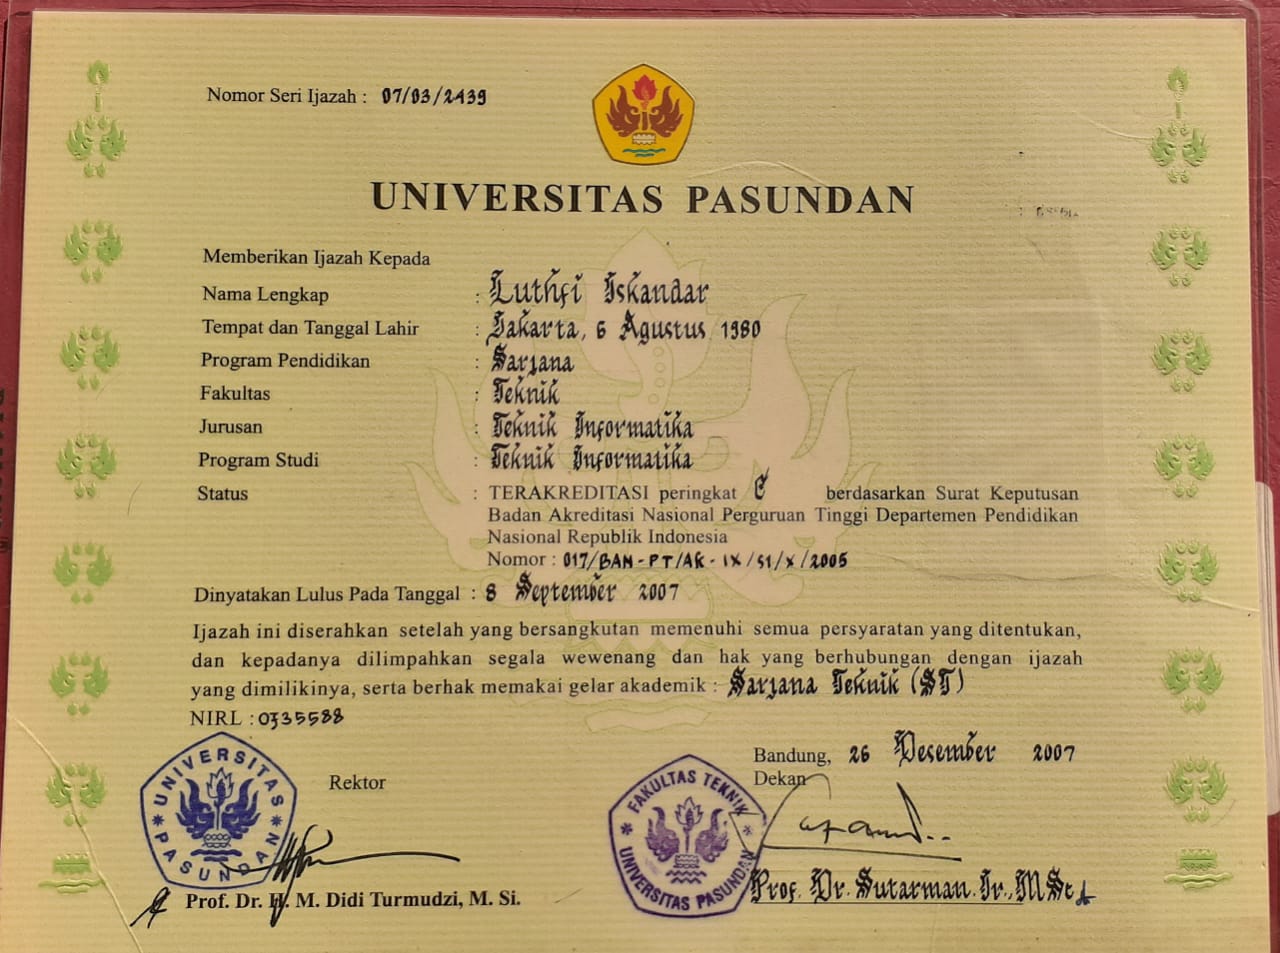 Nomor Seri Ijazah : 07/03/2439
UNIVERSITAS PASUNDAN
Memberikan Ijazah Kepada
Nama Lengkap : Luthfi Iskandar
Tempat dan Tanggal Lahir : Jakarta, 6 Agustus 1980
Program Pendidikan : Sarjana
Fakultas : Teknik
Jurusan : Teknik Informatika
Program Studi : Teknik Informatika
Status : TERAKREDITASI peringkat C berdasarkan Surat Keputusan
Badan Akreditasi Nasional Perguruan Tinggi Departemen Pendidikan
Nasional Republik Indonesia
Nomor : 017/BAN-PT/AK-IX/S1/X/2005
Dinyatakan Lulus Pada Tanggal : 8 September 2007
Ijazah ini diserahkan setelah yang bersangkutan memenuhi semua persyaratan yang ditentukan,
dan kepadanya dilimpahkan segala wewenang dan hak yang berhubungan dengan ijazah
yang dimilikinya, serta berhak memakai gelar akademik : Sarjana Teknik (ST)
NIRL : 0335588
Bandung, 26 Desember 2007
Rektor
Dekan
UNIVERSITAS PASUNDAN
FAKULTAS TEKNIK
UNIVERSITAS PASUNDAN
Prof. Dr. H. M. Didi Turmudzi, M. Si.
Prof. Dr. Sutarman. Ir., MSc